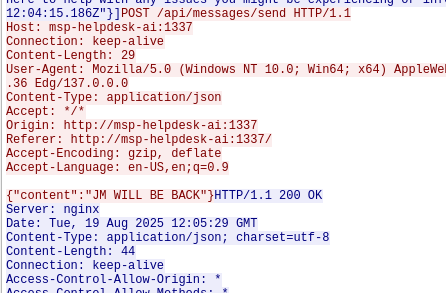 here to help with any issues you might be experiencing or
12:04:15.186Z"}]POST /api/messages/send HTTP/1.1
Host: msp-helpdesk-ai:1337
Connection: keep-alive
Content-Length: 29
User-Agent: Mozilla/5.0 (Windows NT 10.0; Win64; x64) AppleWe
.36 Edg/137.0.0.0
Content-Type: application/json
Accept: */*
Origin: http://msp-helpdesk-ai:1337
Referer: http://msp-helpdesk-ai:1337/
Accept-Encoding: gzip, deflate
Accept-Language: en-US,en;q=0.9
{"content":"JM WILL BE BACK"}HTTP/1.1 200 OK
Server: nginx
Date: Tue, 19 Aug 2025 12:05:29 GMT
Content-Type: application/json; charset=utf-8
Content-Length: 44
Connection: keep-alive
Access-Control-Allow-Origin: *
Access-Control-Allow-Methods: *